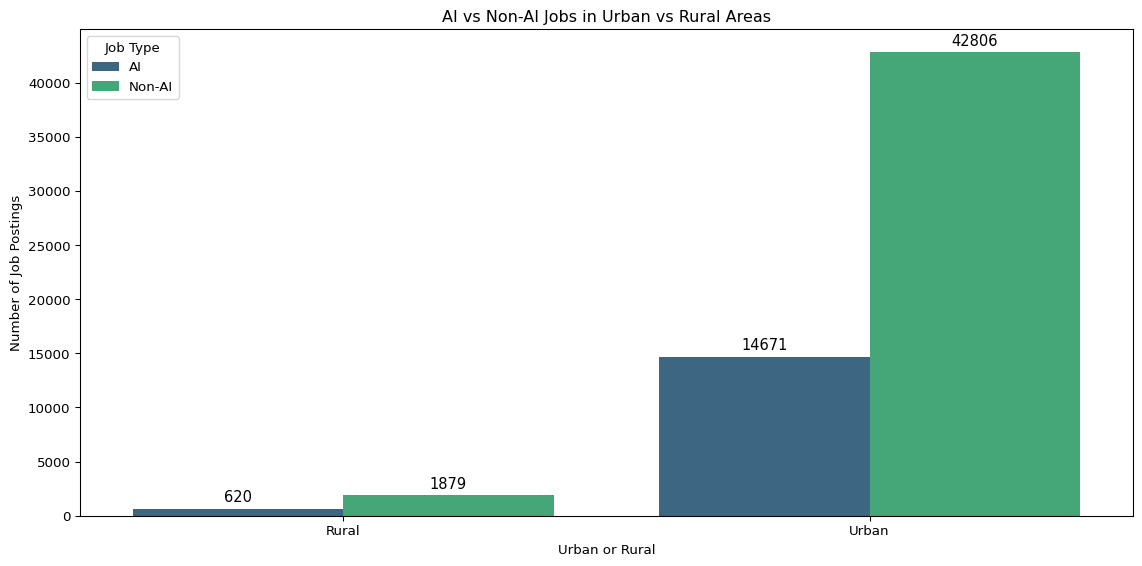 AI vs Non-AI Jobs in Urban vs Rural Areas
Job Type
AI
Non-AI
42806
14671
1879
620
40000
35000
30000
25000
20000
15000
10000
5000
0
Number of Job Postings
Rural
Urban
Urban or Rural